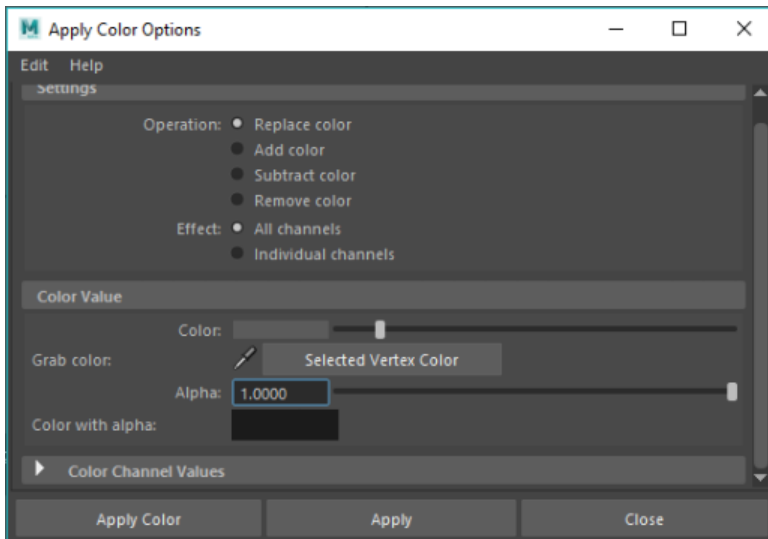 M Apply Color Options
Edit Help
Settings
Operation: Replace color
Add color
Subtract color
Remove color
Effect: All channels
Individual channels
Color Value
Color:
Grab color: Selected Vertex Color
Alpha: 1.0000
Color with alpha:
Color Channel Values
Apply Color Apply Close